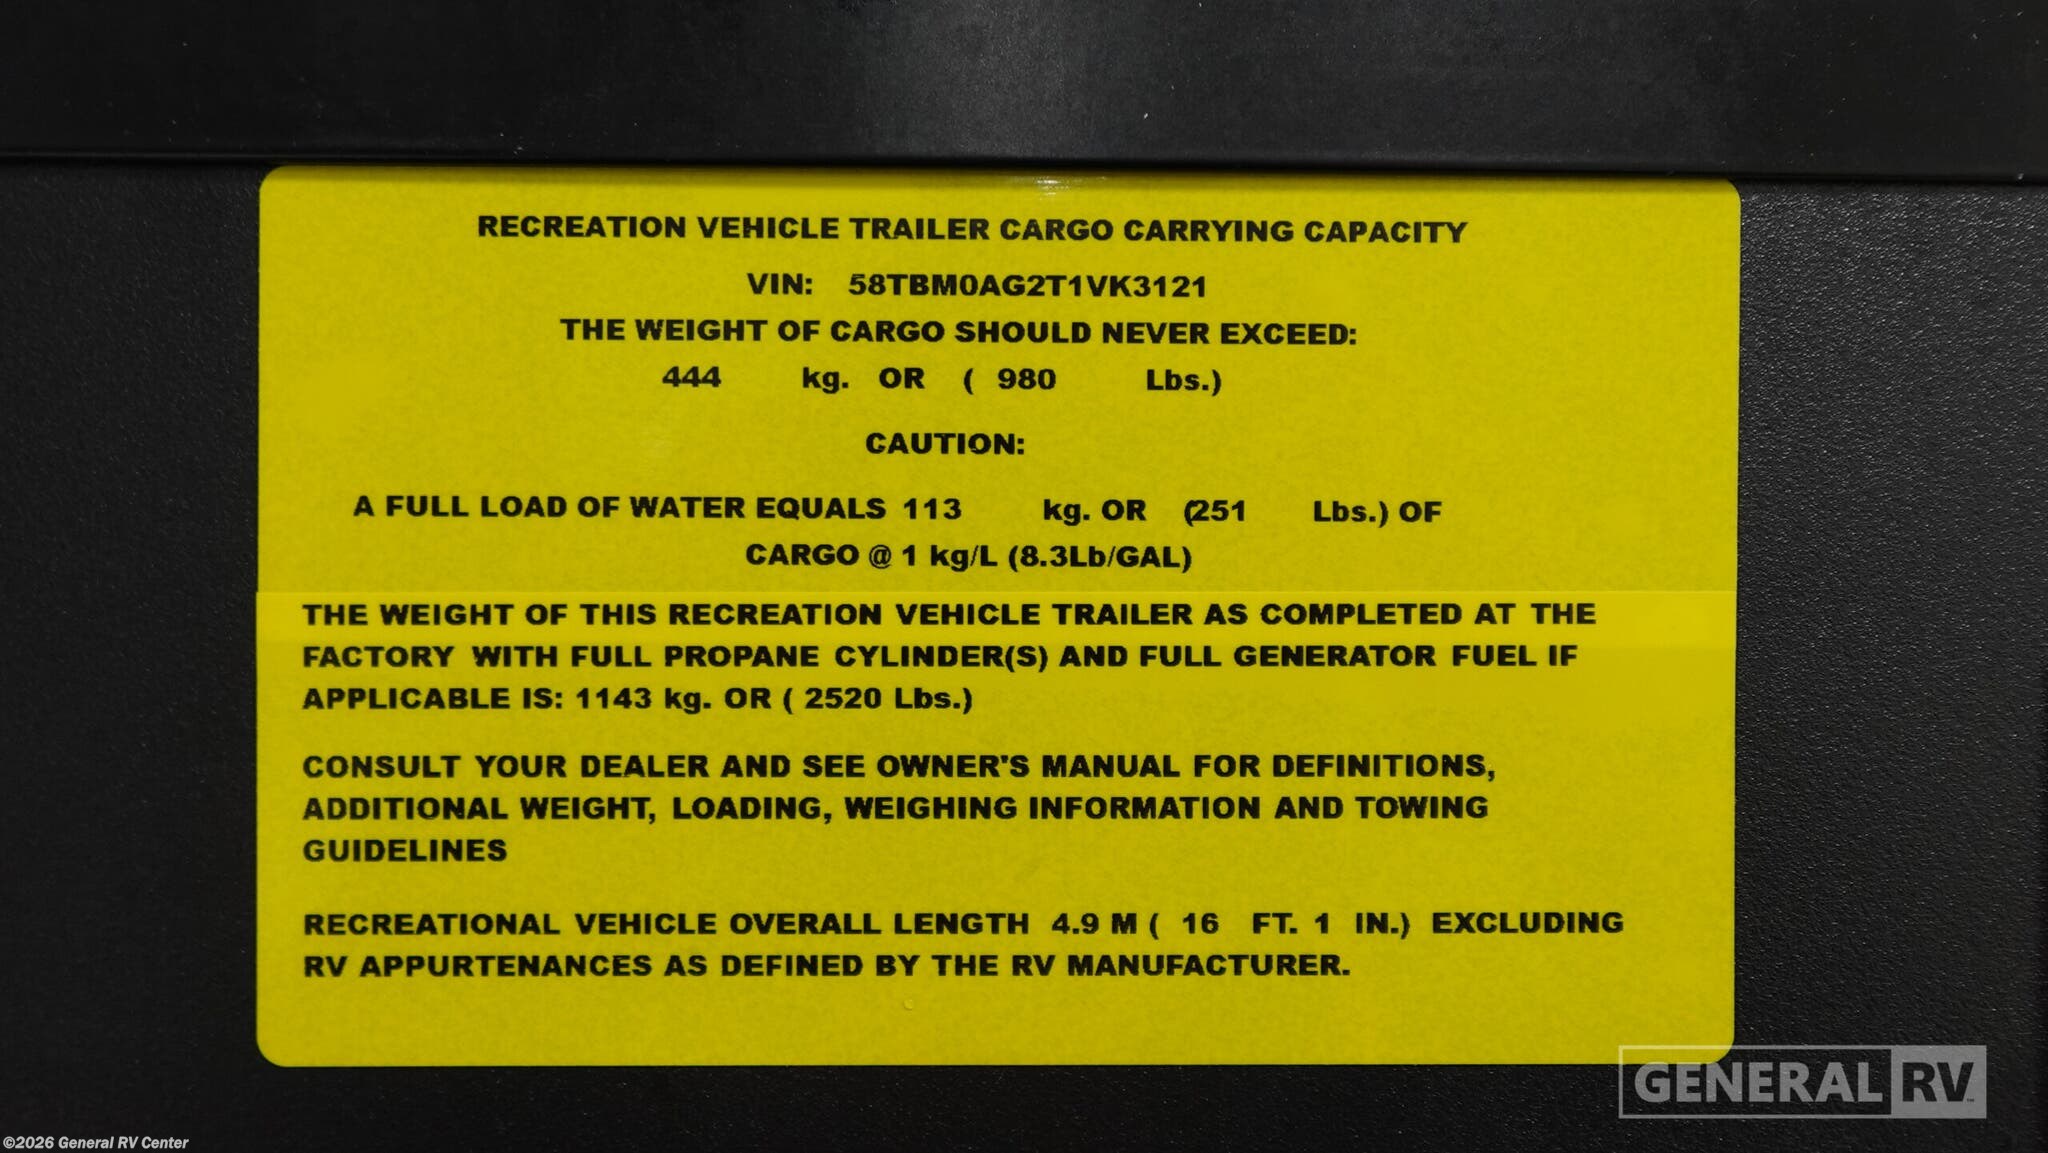 RECREATION VEHICLE TRAILER CARGO CARRYING CAPACITY
VIN: 58TBM0AG2T1VK3121
THE WEIGHT OF CARGO SHOULD NEVER EXCEED:
444 kg. OR ( 980 Lbs.)
CAUTION:
A FULL LOAD OF WATER EQUALS 113 kg. OR (251 Lbs.) OF
CARGO @ 1 kg/L (8.3Lb/GAL)
THE WEIGHT OF THIS RECREATION VEHICLE TRAILER AS COMPLETED AT THE
FACTORY WITH FULL PROPANE CYLINDER(S) AND FULL GENERATOR FUEL IF
APPLICABLE IS: 1143 kg. OR ( 2520 Lbs.)
CONSULT YOUR DEALER AND SEE OWNER'S MANUAL FOR DEFINITIONS,
ADDITIONAL WEIGHT, LOADING, WEIGHING INFORMATION AND TOWING
GUIDELINES
RECREATIONAL VEHICLE OVERALL LENGTH 4.9 M ( 16 FT. 1 IN.) EXCLUDING
RV APPURTENANCES AS DEFINED BY THE RV MANUFACTURER.
GENERAL RV
©2026 General RV Center